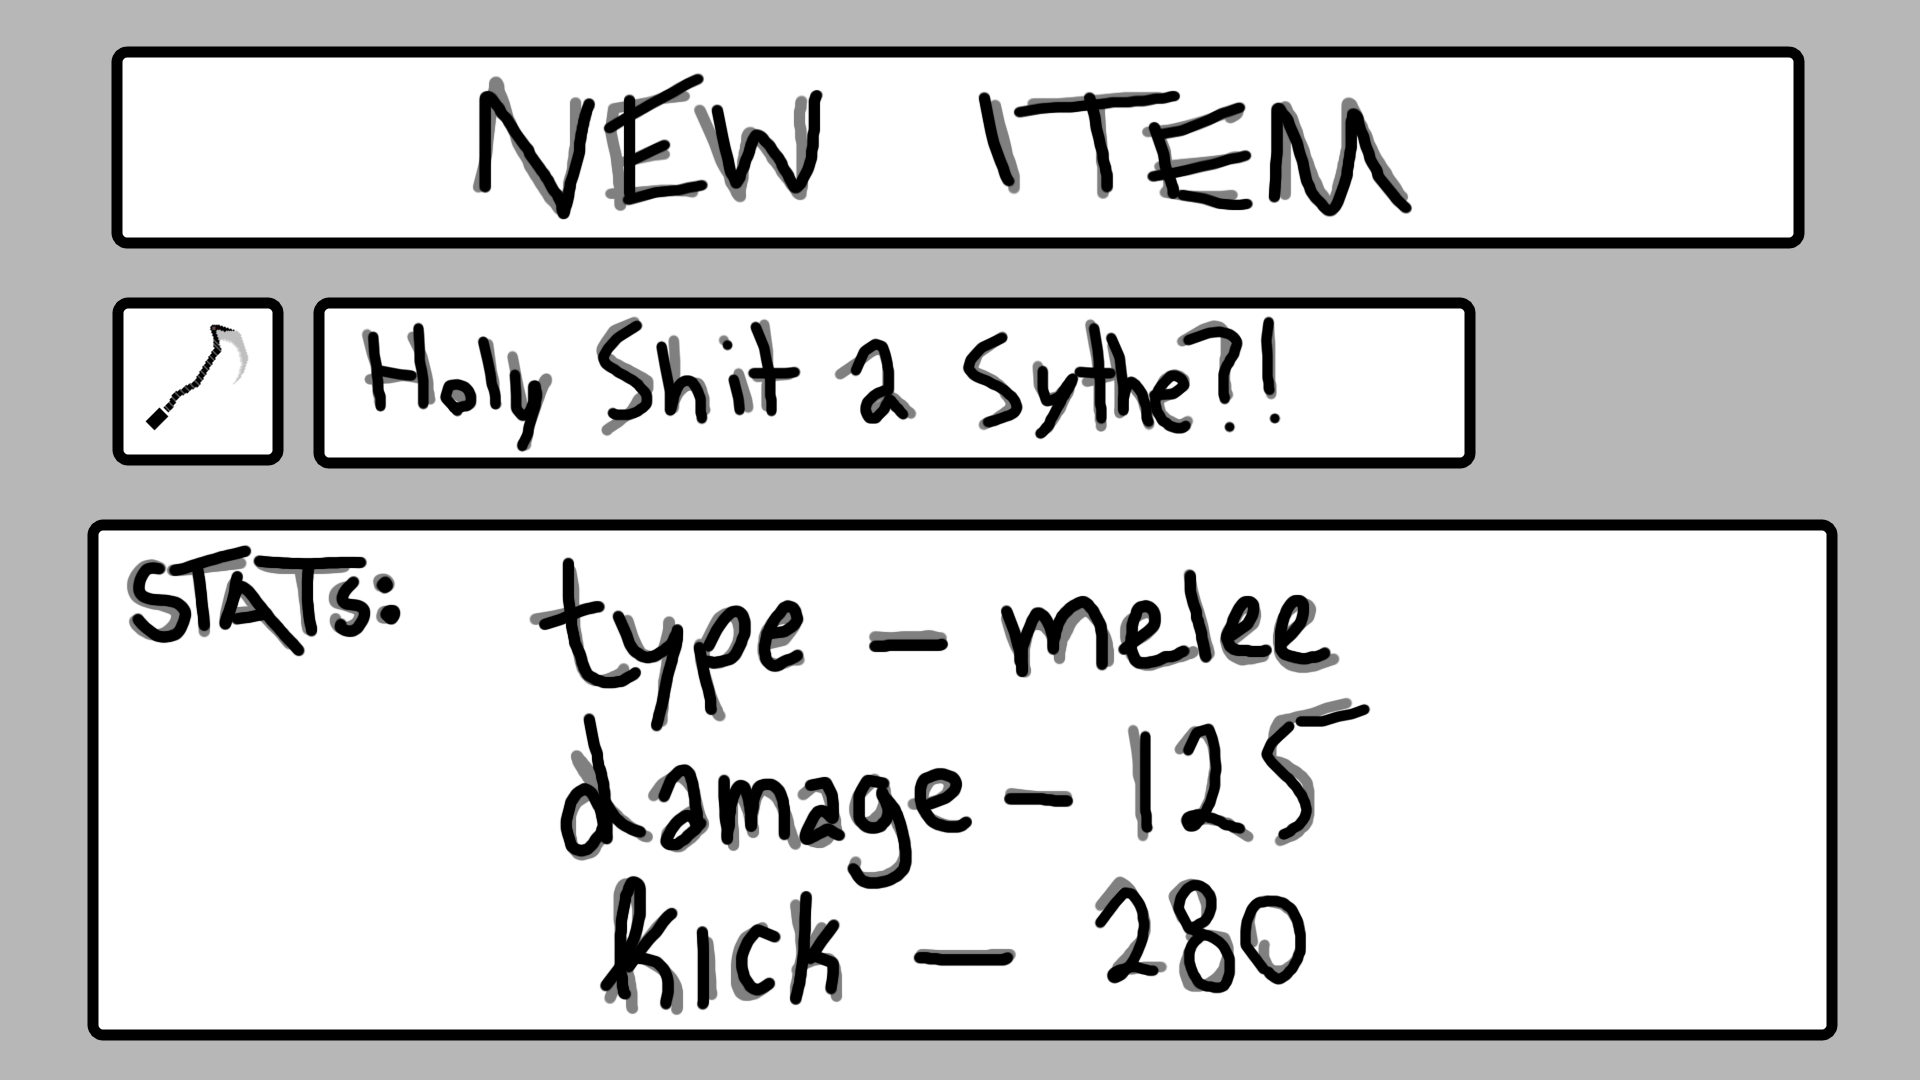 NEW ITEM
Holy Shit a Sythe?!
STATS:
type - melee
damage - 125
kick - 280